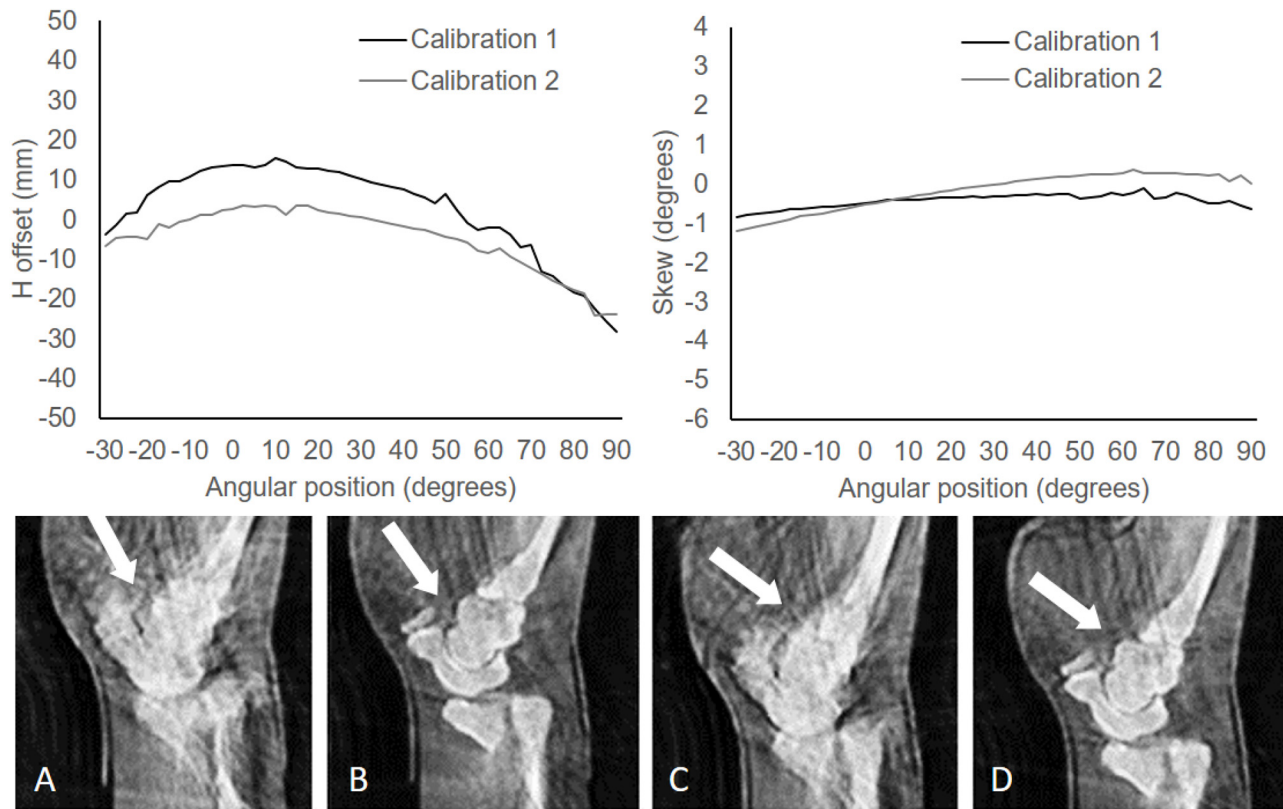 50
40
30
20
10
0
-10
-20
-30
-40
-50
H offset (mm)
Calibration 1
Calibration 2
-30 -20 -10 0 10 20 30 40 50 60 70 80 90
Angular position (degrees)
4
3
2
1
0
-1
-2
-3
-4
-5
-6
Skew (degrees)
Calibration 1
Calibration 2
-30 -20 -10 0 10 20 30 40 50 60 70 80 90
Angular position (degrees)
A B C D